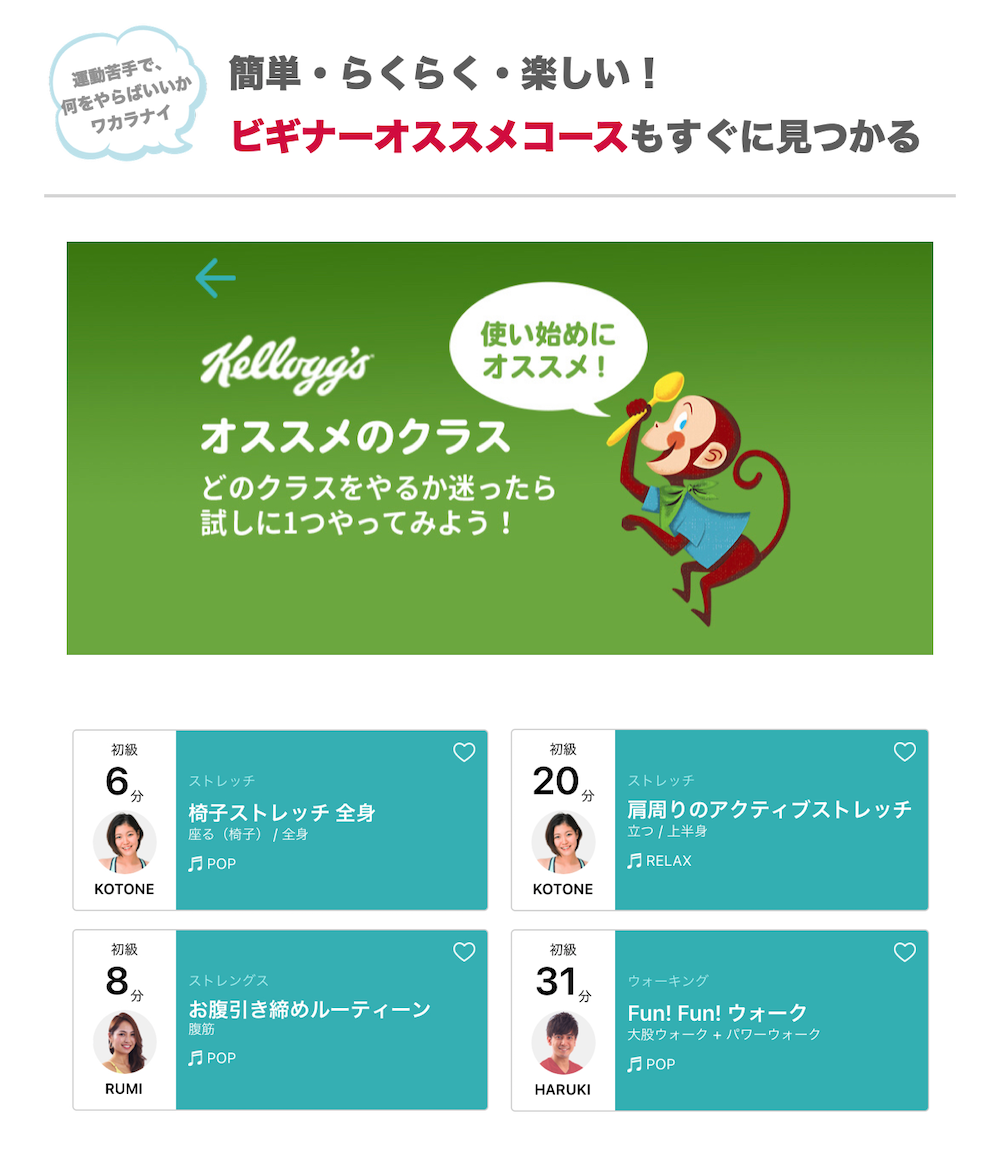 運動苦手で、
何をやらばいいか
ワカラナイ
簡単・らくらく・楽しい！
ビギナーオススメコースもすぐに見つかる
使い始めに
オススメ！
Kellogg's
オススメのクラス
どのクラスをやるか迷ったら
試しに1つやってみよう！
初級
6分
KOTONE
ストレッチ
椅子ストレッチ 全身
座る（椅子） / 全身
POP
初級
20分
KOTONE
ストレッチ
肩周りのアクティブストレッチ
立つ / 上半身
RELAX
初級
8分
RUMI
ストレングス
お腹引き締めルーティーン
腹筋
POP
初級
31分
HARUKI
ウォーキング
Fun! Fun! ウォーク
大股ウォーク + パワーウォーク
POP